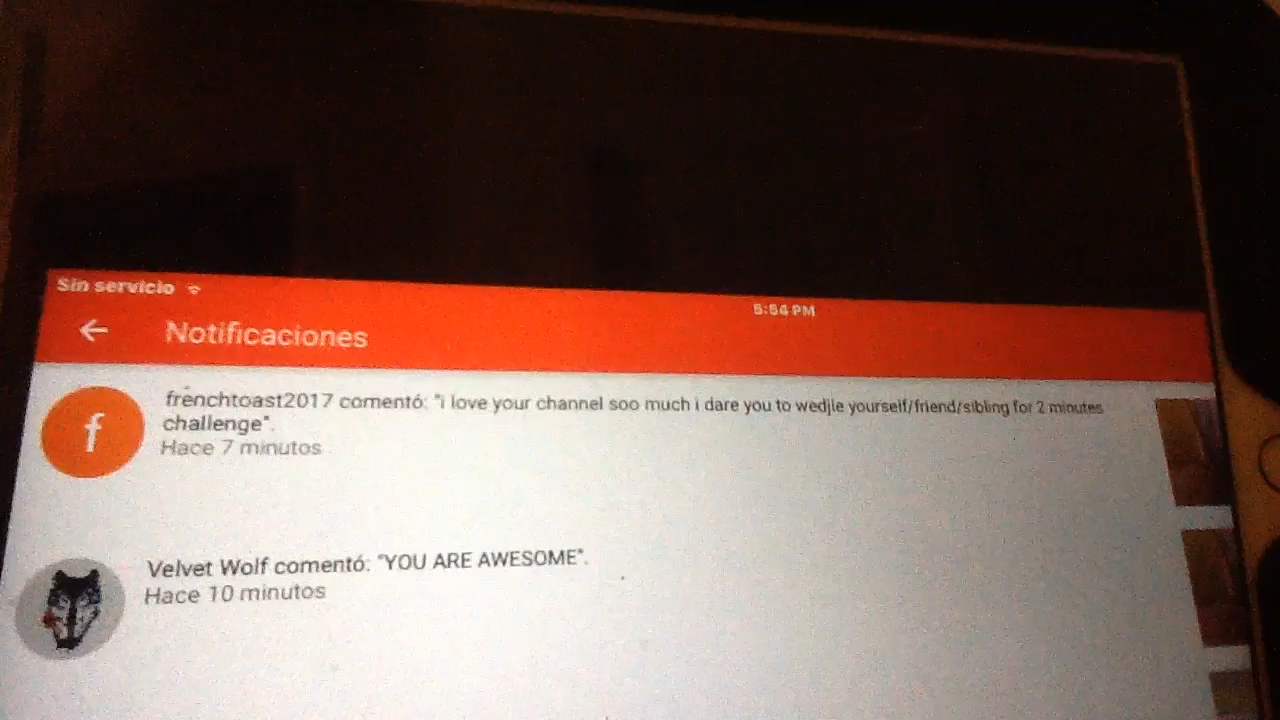 Sin servicio
5:54 PM
Notificaciones
f
frenchtoast2017 comentó: "i love your channel soo much i dare you to wedjie yourself/friend/sibling for 2 minutes
challenge".
Hace 7 minutos
Velvet Wolf comentó: "YOU ARE AWESOME".
Hace 10 minutos